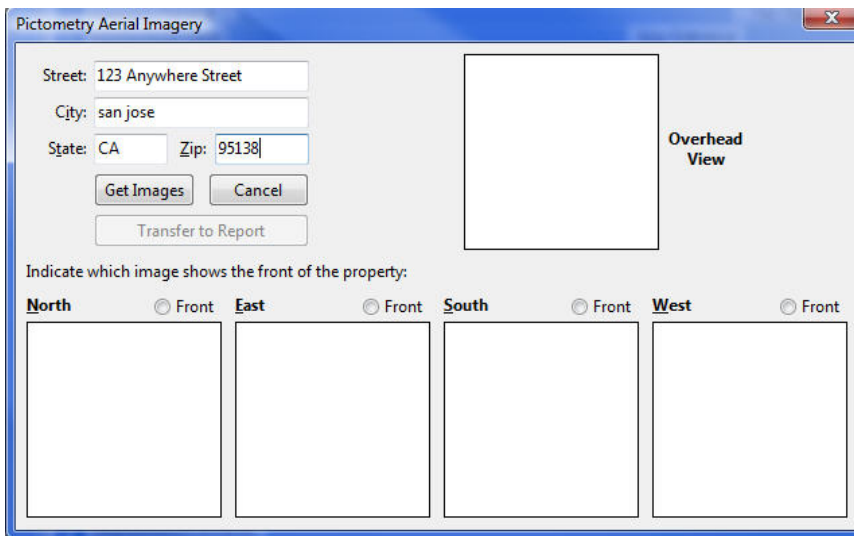 Pictometry Aerial Imagery
Street: 123 Anywhere Street
City: san jose
State: CA Zip: 95138
Get Images Cancel
Transfer to Report
Overhead
View
Indicate which image shows the front of the property:
North Front East Front South Front West Front